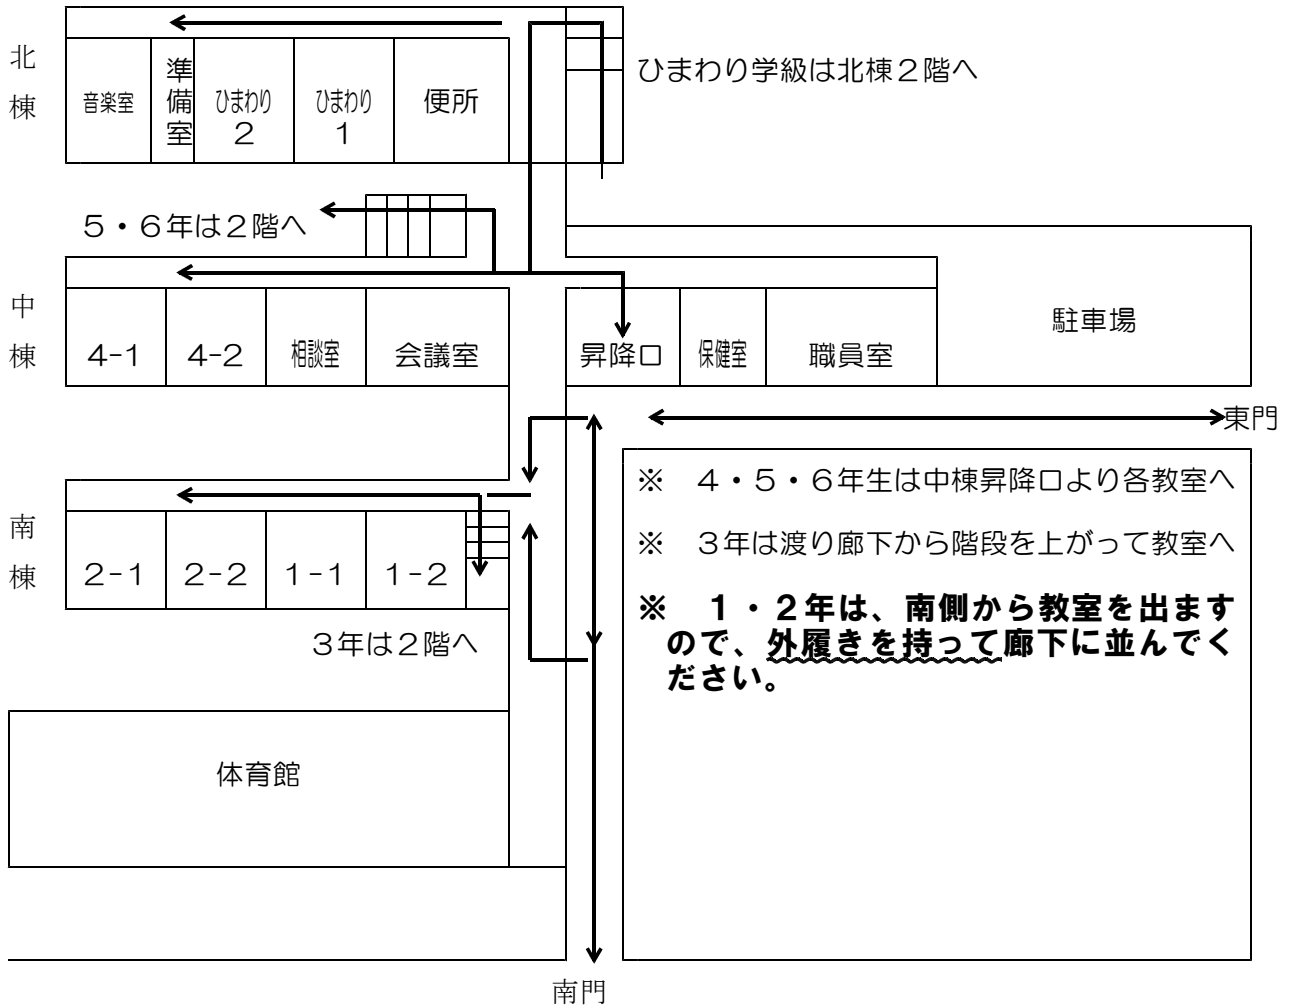 北棟
音楽室
準備室
ひまわり
2
ひまわり
1
便所
ひまわり学級は北棟2階へ
5・6年は2階へ
中棟
4-1
4-2
相談室
会議室
昇降口
保健室
職員室
駐車場
東門
南棟
2-1
2-2
1-1
1-2
3年は2階へ
※　4・5・6年生は中棟昇降口より各教室へ
※　3年は渡り廊下から階段を上がって教室へ
※　1・2年は、南側から教室を出ます
ので、外履きを持って廊下に並んでく
ださい。
体育館
南門